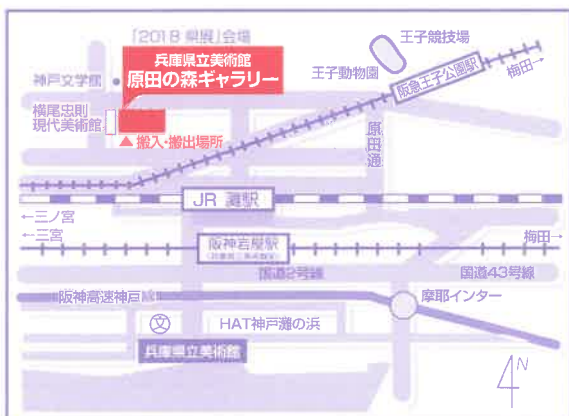 「2018 県展」会場
兵庫県立美術館
原田の森ギャラリー
神戸文学館
横尾忠則
現代美術館
▲搬入・搬出場所
王子競技場
王子動物園
阪急王子公園駅
梅田→
原田通
JR 灘駅
←三ノ宮
←三宮
阪神岩屋駅
梅田→
国道2号線
国道43号線
阪神高速神戸線
摩耶インター
文
HAT神戸灘の浜
兵庫県立美術館
N